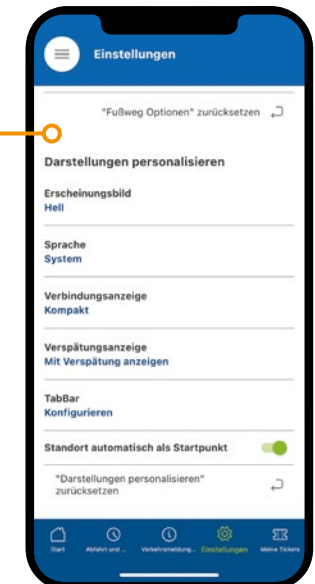 Einstellungen
"Fußweg Optionen" zurücksetzen
Darstellungen personalisieren
Erscheinungsbild
Hell
Sprache
System
Verbindungsanzeige
Kompakt
Verspätungsanzeige
Mit Verspätung anzeigen
TabBar
Konfigurieren
Standort automatisch als Startpunkt
"Darstellungen personalisieren"
zurücksetzen
Start Abfahrt und ... Verkehrsmeldung... Einstellungen Meine Tickets